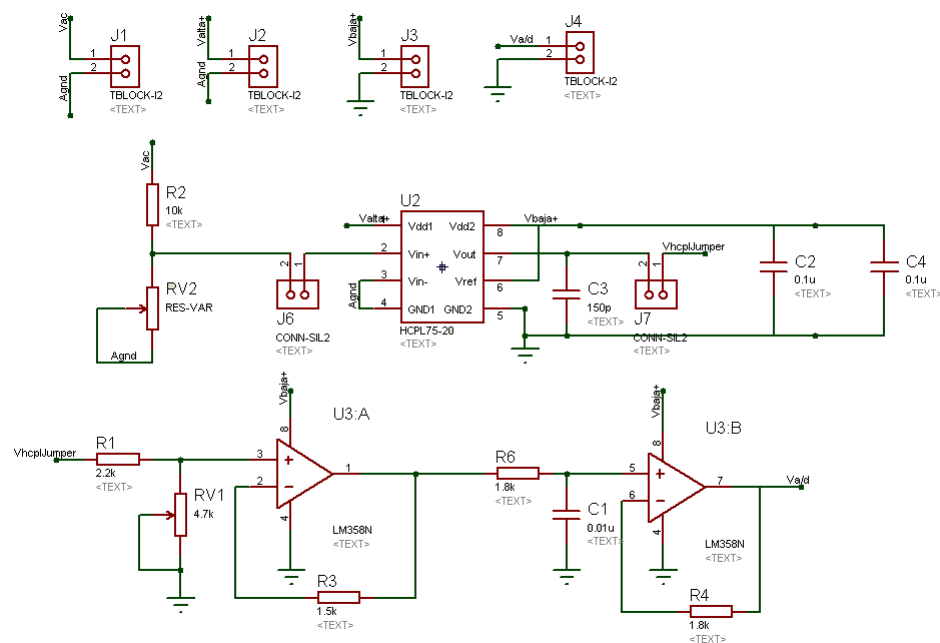 Vac
J1
1
2
Agnd
TBLOCK-I2
<TEXT>
Valta+
J2
1
2
Agnd
TBLOCK-I2
<TEXT>
Vbaja+
J3
1
2
TBLOCK-I2
<TEXT>
J4
Va/d
1
2
TBLOCK-I2
<TEXT>
Vac
R2
10k
<TEXT>
RV2
RES-VAR
Agnd
2
1
J6
CONN-SIL2
<TEXT>
U2
Valta+
1
Vdd1
Vdd2
8
2
Vin+
Vout
7
3
Vin-
Vref
6
4
GND1
GND2
5
Agnd
HCPL75-20
<TEXT>
Vbaja+
C3
150p
<TEXT>
2
1
VhcplJumper
J7
CONN-SIL2
<TEXT>
C2
0.1u
<TEXT>
C4
0.1u
<TEXT>
VhcplJumper
R1
2.2k
<TEXT>
RV1
4.7k
<TEXT>
Vbaja+
U3:A
8
3
2
1
4
LM358N
<TEXT>
R3
1.5k
<TEXT>
R6
1.8k
<TEXT>
C1
0.01u
<TEXT>
Vbaja+
U3:B
8
5
6
7
4
Va/d
LM358N
<TEXT>
R4
1.8k
<TEXT>